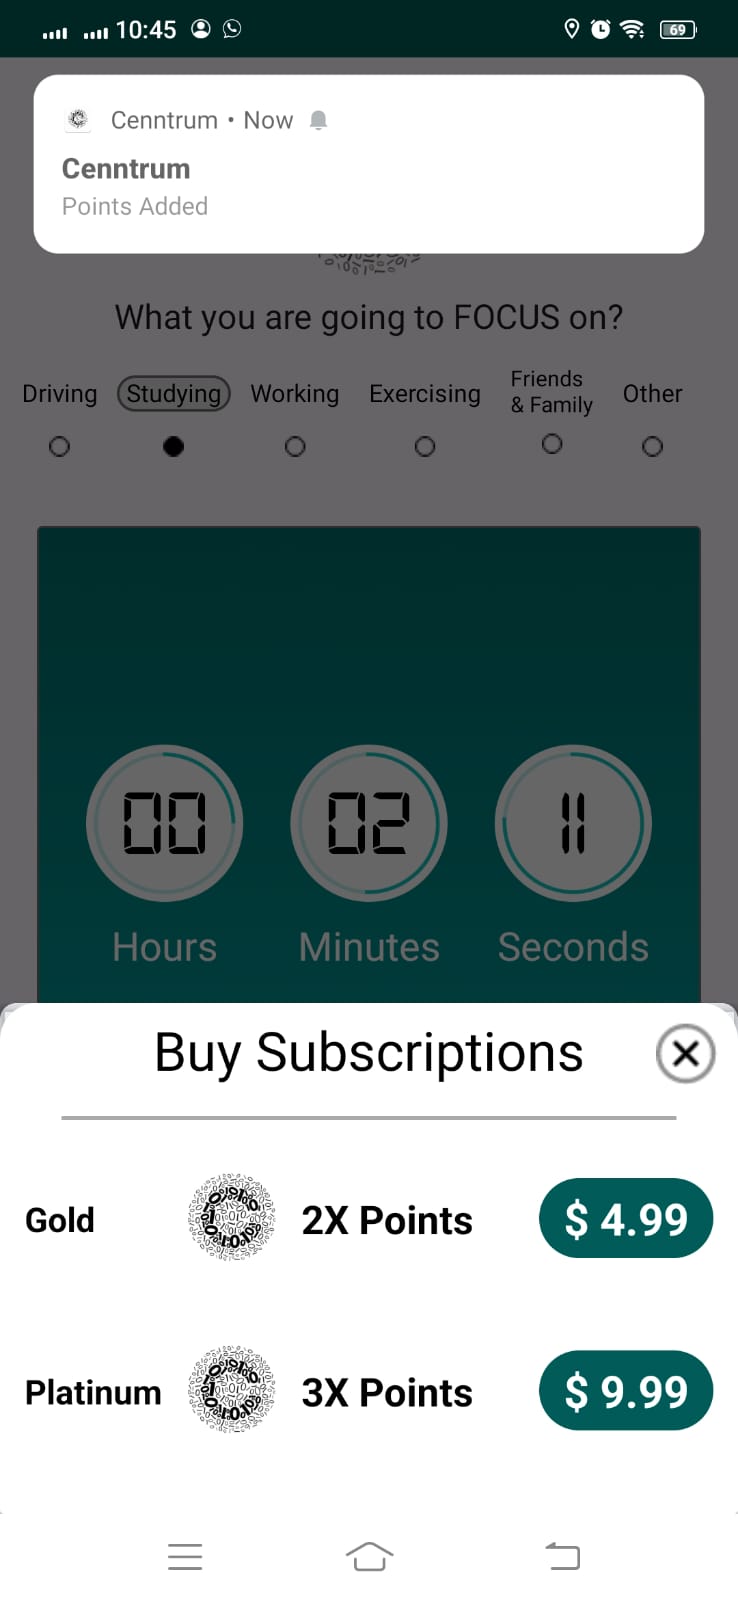 10:45
69
Cenntrum • Now
Cenntrum
Points Added
What you are going to FOCUS on?
Driving Studying Working Exercising Friends & Family Other
00 02 11
Hours Minutes Seconds
Buy Subscriptions
Gold 2X Points $ 4.99
Platinum 3X Points $ 9.99